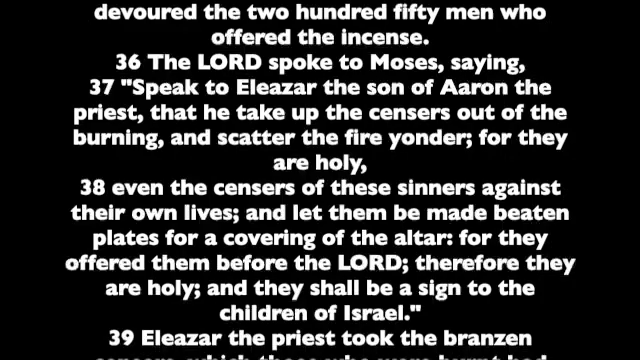 devoured the two hundred fifty men who
offered the incense.
36 The LORD spoke to Moses, saying,
37 "Speak to Eleazar the son of Aaron the
priest, that he take up the censers out of the
burning, and scatter the fire yonder; for they
are holy,
38 even the censers of these sinners against
their own lives; and let them be made beaten
plates for a covering of the altar: for they
offered them before the LORD; therefore they
are holy; and they shall be a sign to the
children of Israel."
39 Eleazar the priest took the branzen
censers, which those who were burnt had